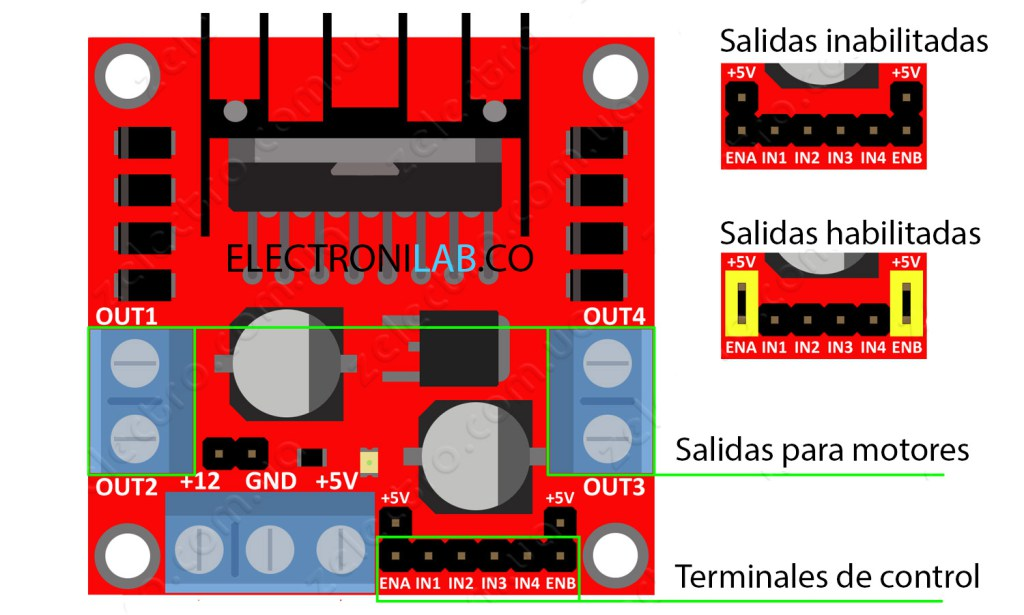 Salidas inabilitadas
+5V +5V
ENA IN1 IN2 IN3 IN4 ENB
Salidas habilitadas
+5V +5V
ENA IN1 IN2 IN3 IN4 ENB
ELECTRONILAB.CO
OUT1 OUT4
Salidas para motores
OUT2 +12 GND +5V OUT3
+5V +5V
ENA IN1 IN2 IN3 IN4 ENB
Terminales de control